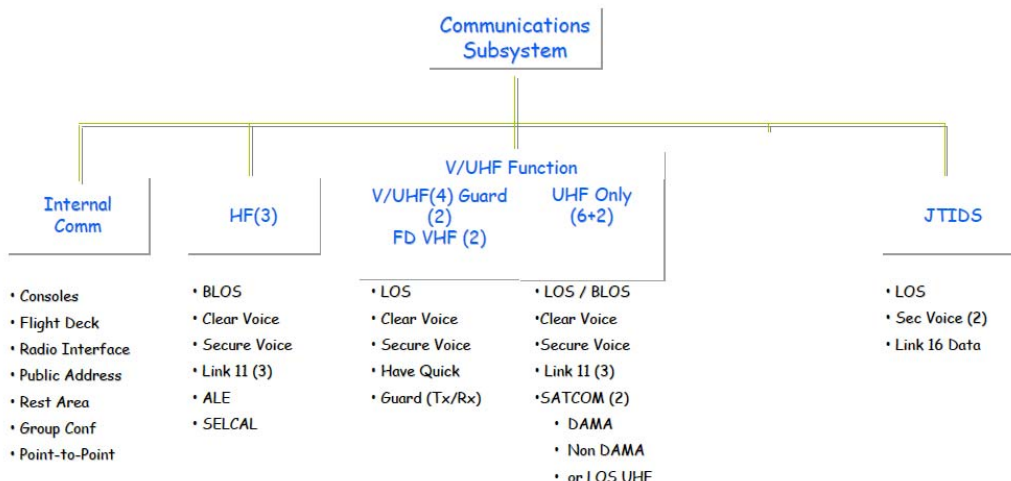 Communications
Subsystem
Internal
Comm
• Consoles
• Flight Deck
• Radio Interface
• Public Address
• Rest Area
• Group Conf
• Point-to-Point
HF(3)
• BLOS
• Clear Voice
• Secure Voice
• Link 11 (3)
• ALE
• SELCAL
V/UHF Function
V/UHF(4) Guard
(2)
FD VHF (2)
• LOS
• Clear Voice
• Secure Voice
• Have Quick
• Guard (Tx/Rx)
UHF Only
(6+2)
• LOS / BLOS
•Clear Voice
•Secure Voice
• Link 11 (3)
•SATCOM (2)
• DAMA
• Non DAMA
• or LOS UHF
JTIDS
• LOS
• Sec Voice (2)
• Link 16 Data